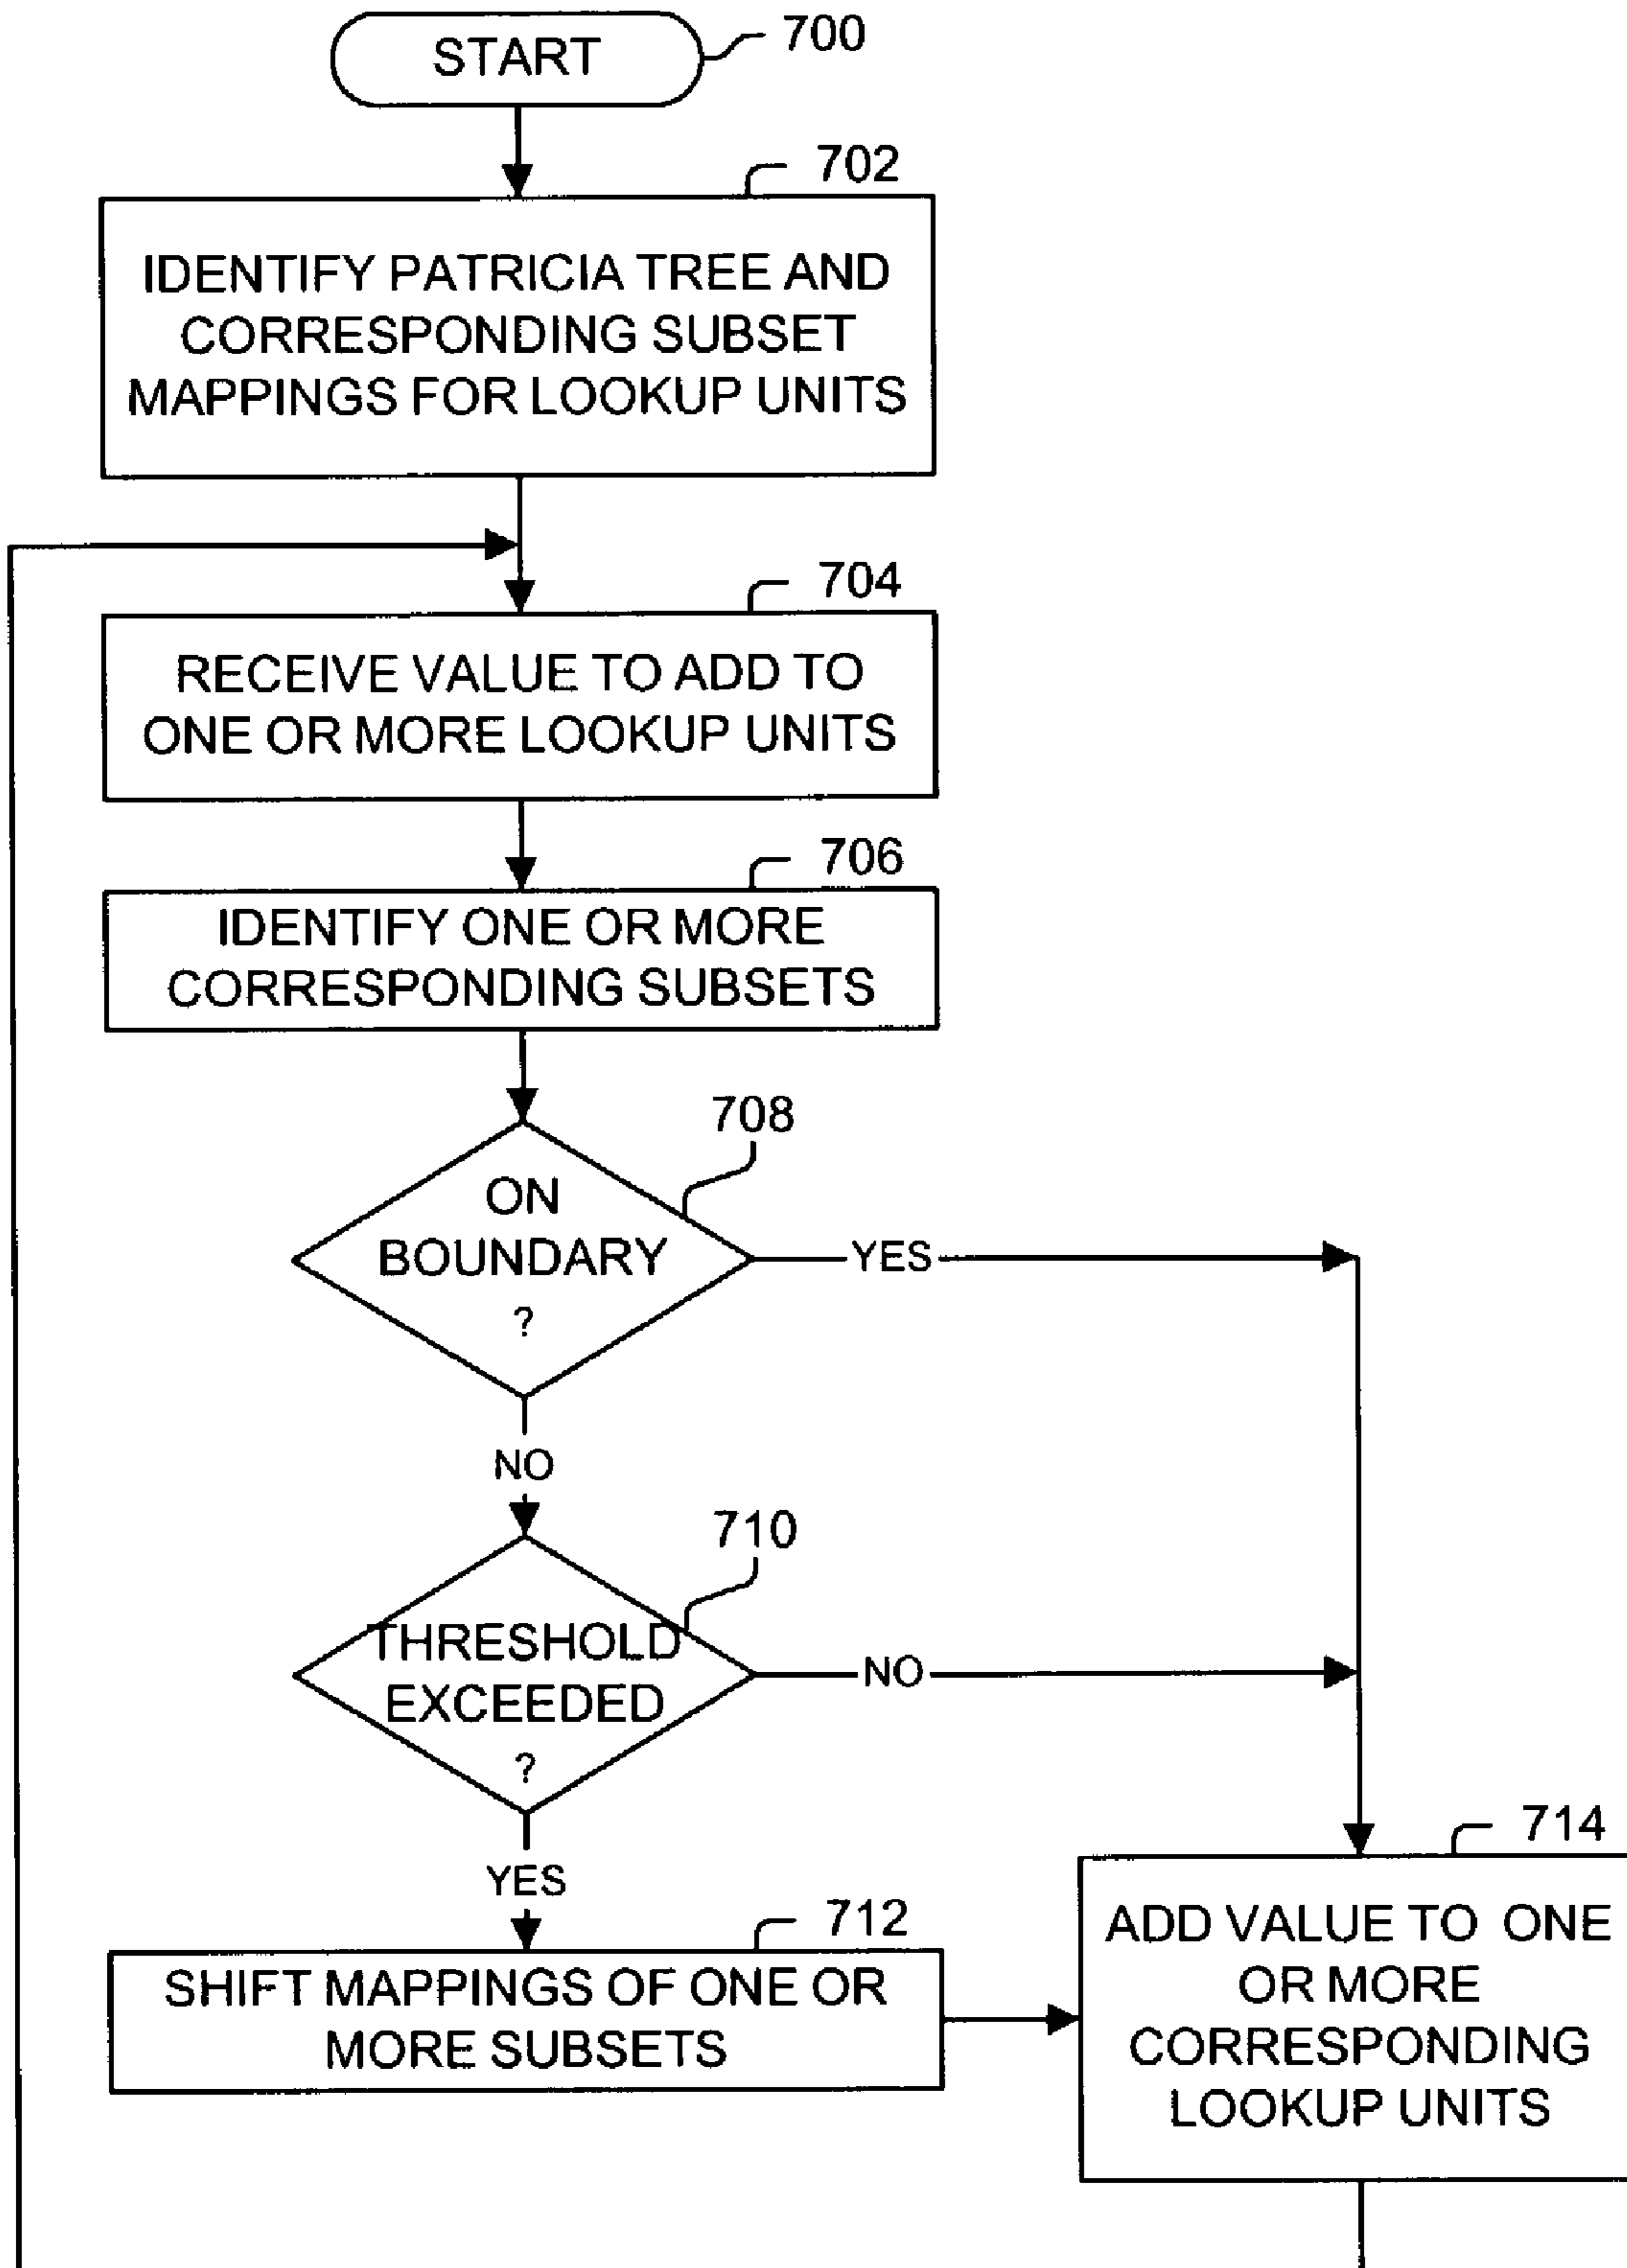 START
700
702
IDENTIFY PATRICIA TREE AND
CORRESPONDING SUBSET
MAPPINGS FOR LOOKUP UNITS
704
RECEIVE VALUE TO ADD TO
ONE OR MORE LOOKUP UNITS
706
IDENTIFY ONE OR MORE
CORRESPONDING SUBSETS
708
ON
BOUNDARY
?
YES
NO
710
THRESHOLD
EXCEEDED
?
NO
YES
712
SHIFT MAPPINGS OF ONE OR
MORE SUBSETS
714
ADD VALUE TO ONE
OR MORE
CORRESPONDING
LOOKUP UNITS